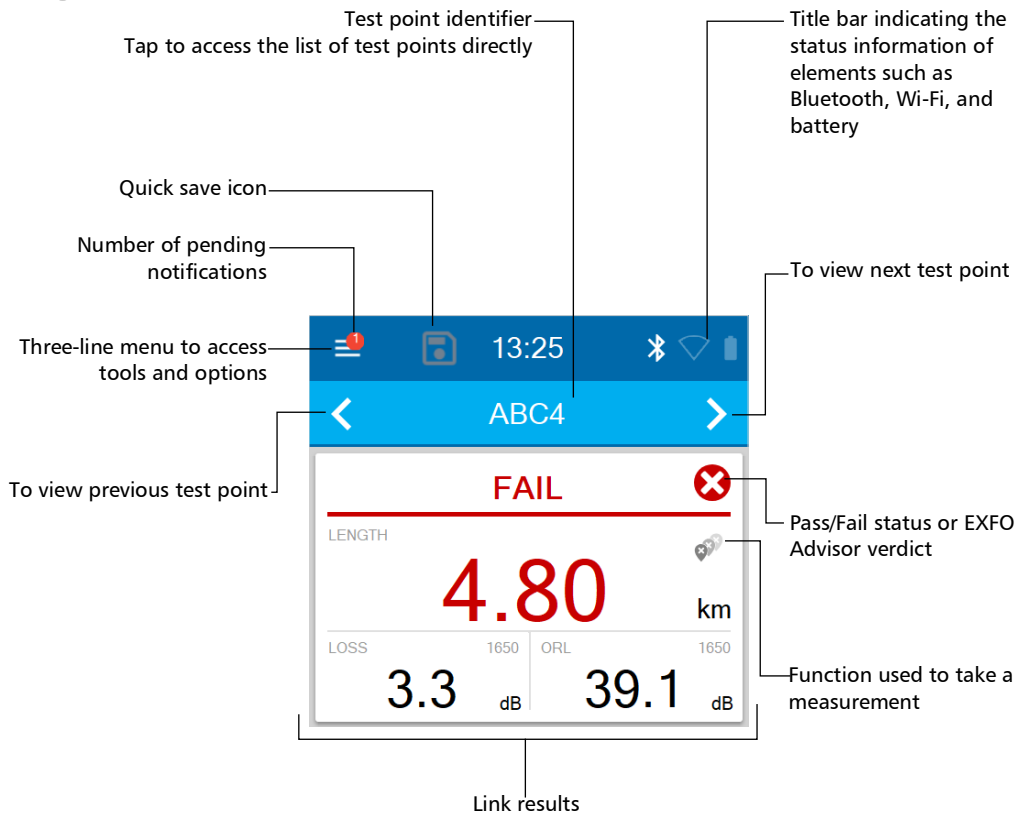 Test point identifier
Tap to access the list of test points directly
Title bar indicating the
status information of
elements such as
Bluetooth, Wi-Fi, and
battery
Quick save icon
Number of pending
notifications
To view next test point
Three-line menu to access
tools and options
1
13:25
ABC4
To view previous test point
FAIL
Pass/Fail status or EXFO
Advisor verdict
LENGTH
4.80
km
LOSS
1650
3.3
dB
ORL
1650
39.1
dB
Function used to take a
measurement
Link results